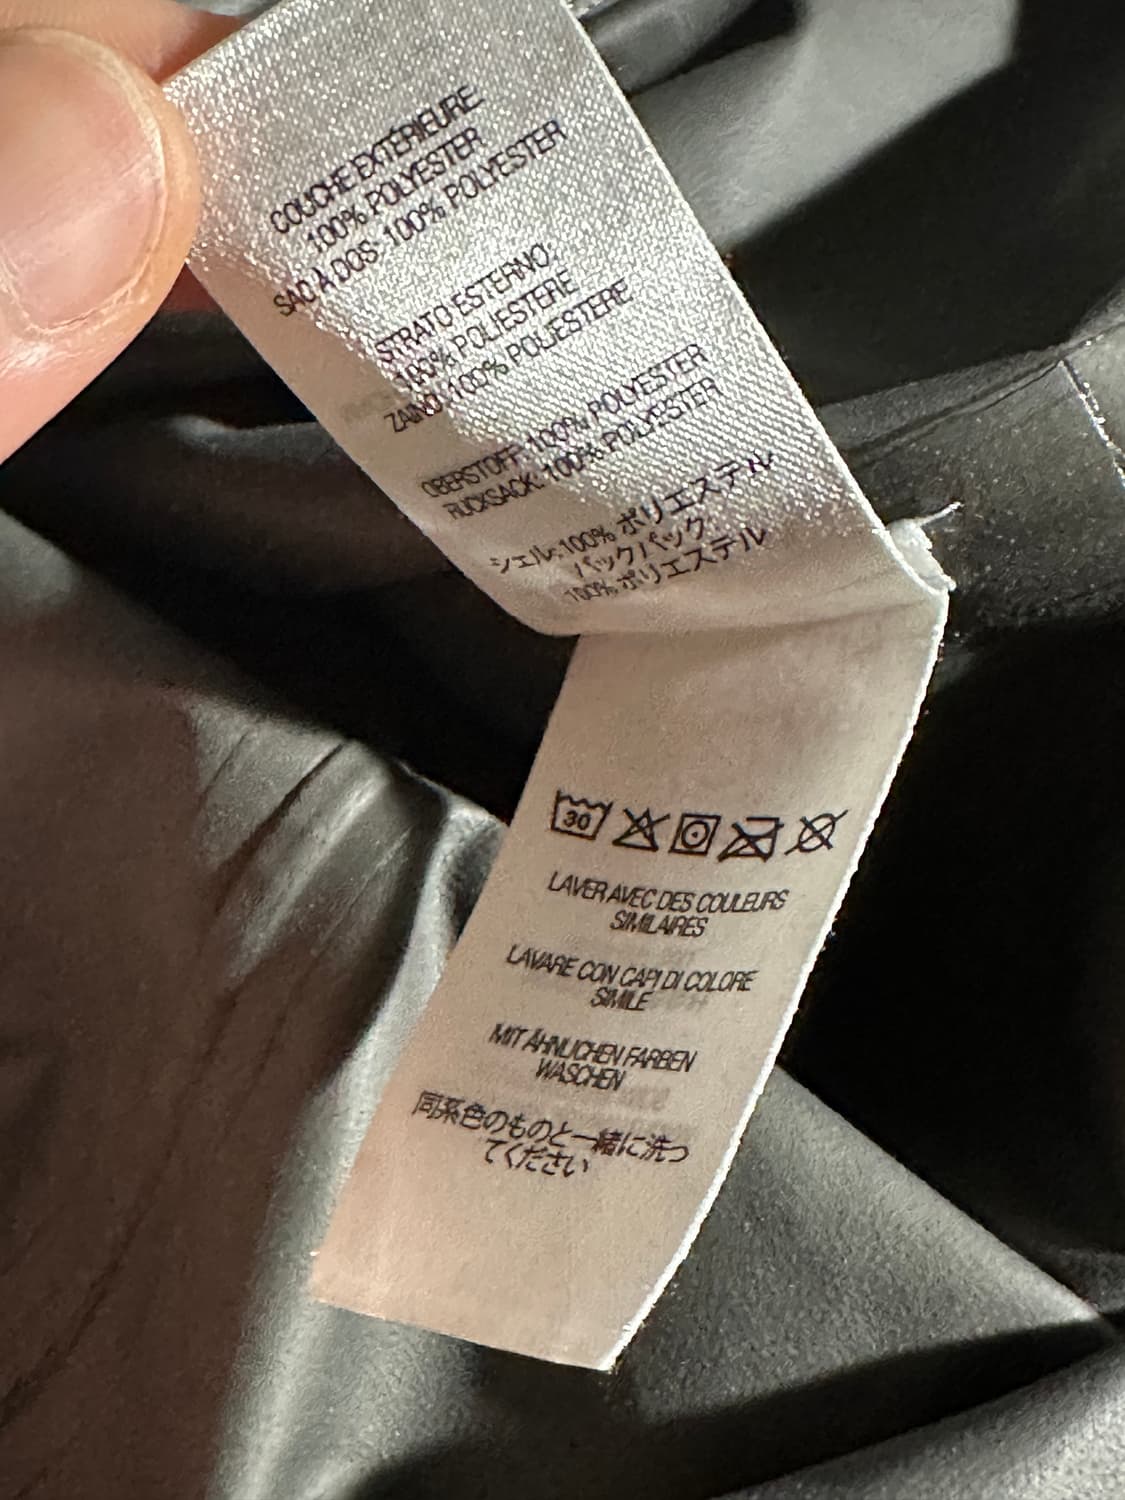 COUCHE EXTÉRIEURE
100% POLYESTER
SAC À DOS: 100% POLYESTER
STRATO ESTERNO:
100% POLIESTERE
ZAINO: 100% POLIESTERE
OBERSTOFF: 100% POLYESTER
RUCKSACK: 100% POLYESTER
シェル: 100% ポリエステル
バックパック:
100% ポリエステル
30
LAVER AVEC DES COULEURS
SIMILAIRES
LAVARE CON CAPI DI COLORE
SIMILE
MIT ÄHNLICHEN FARBEN
WASCHEN
同系色のものと一緒に洗っ
てください